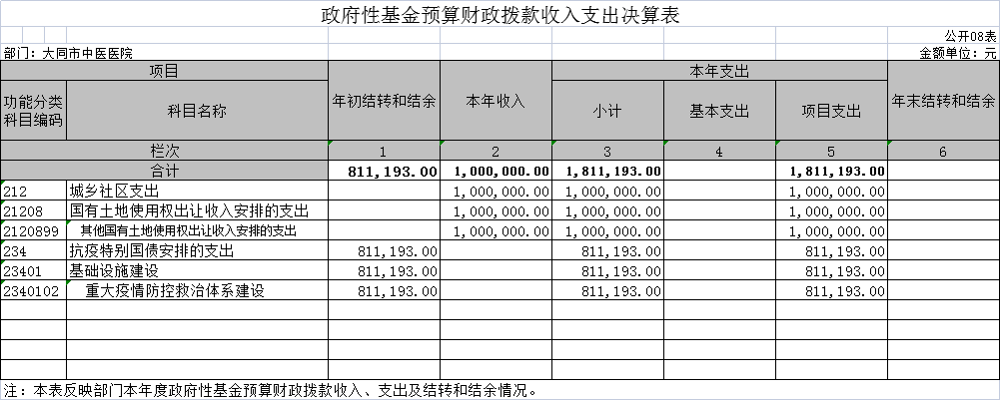 政府性基金预算财政拨款收入支出决算表
公开08表
部门：大同市中医医院 金额单位：元
项目 年初结转和结余 本年收入 本年支出 年末结转和结余
功能分类科目编码 科目名称 小计 基本支出 项目支出
栏次 1 2 3 4 5 6
合计 811,193.00 1,000,000.00 1,811,193.00 1,811,193.00
212 城乡社区支出 1,000,000.00 1,000,000.00 1,000,000.00
21208 国有土地使用权出让收入安排的支出 1,000,000.00 1,000,000.00 1,000,000.00
2120899 其他国有土地使用权出让收入安排的支出 1,000,000.00 1,000,000.00 1,000,000.00
234 抗疫特别国债安排的支出 811,193.00 811,193.00 811,193.00
23401 基础设施建设 811,193.00 811,193.00 811,193.00
2340102 重大疫情防控救治体系建设 811,193.00 811,193.00 811,193.00
注：本表反映部门本年度政府性基金预算财政拨款收入、支出及结转和结余情况。